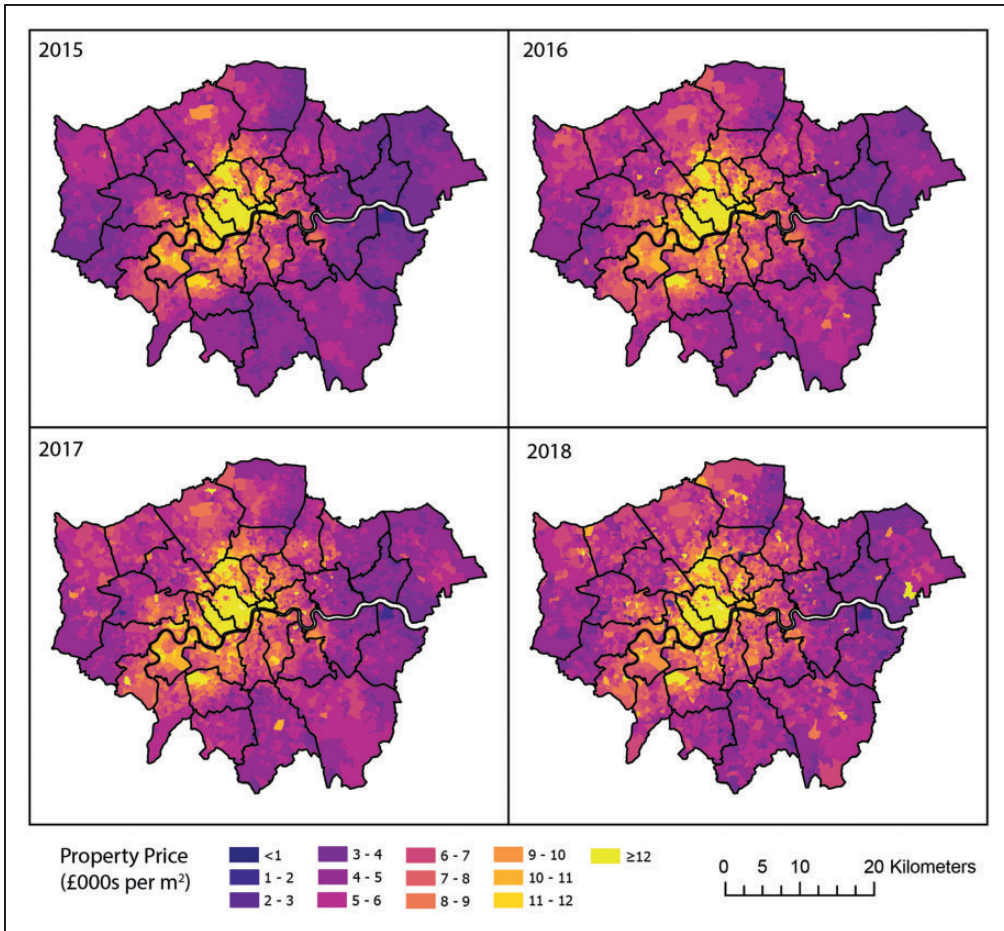 2015
2016
2017
2018
Property Price
(£000s per m²)
<1
1 - 2
2 - 3
3 - 4
4 - 5
5 - 6
6 - 7
7 - 8
8 - 9
9 - 10
10 - 11
11 - 12
≥12
0 5 10 20 Kilometers